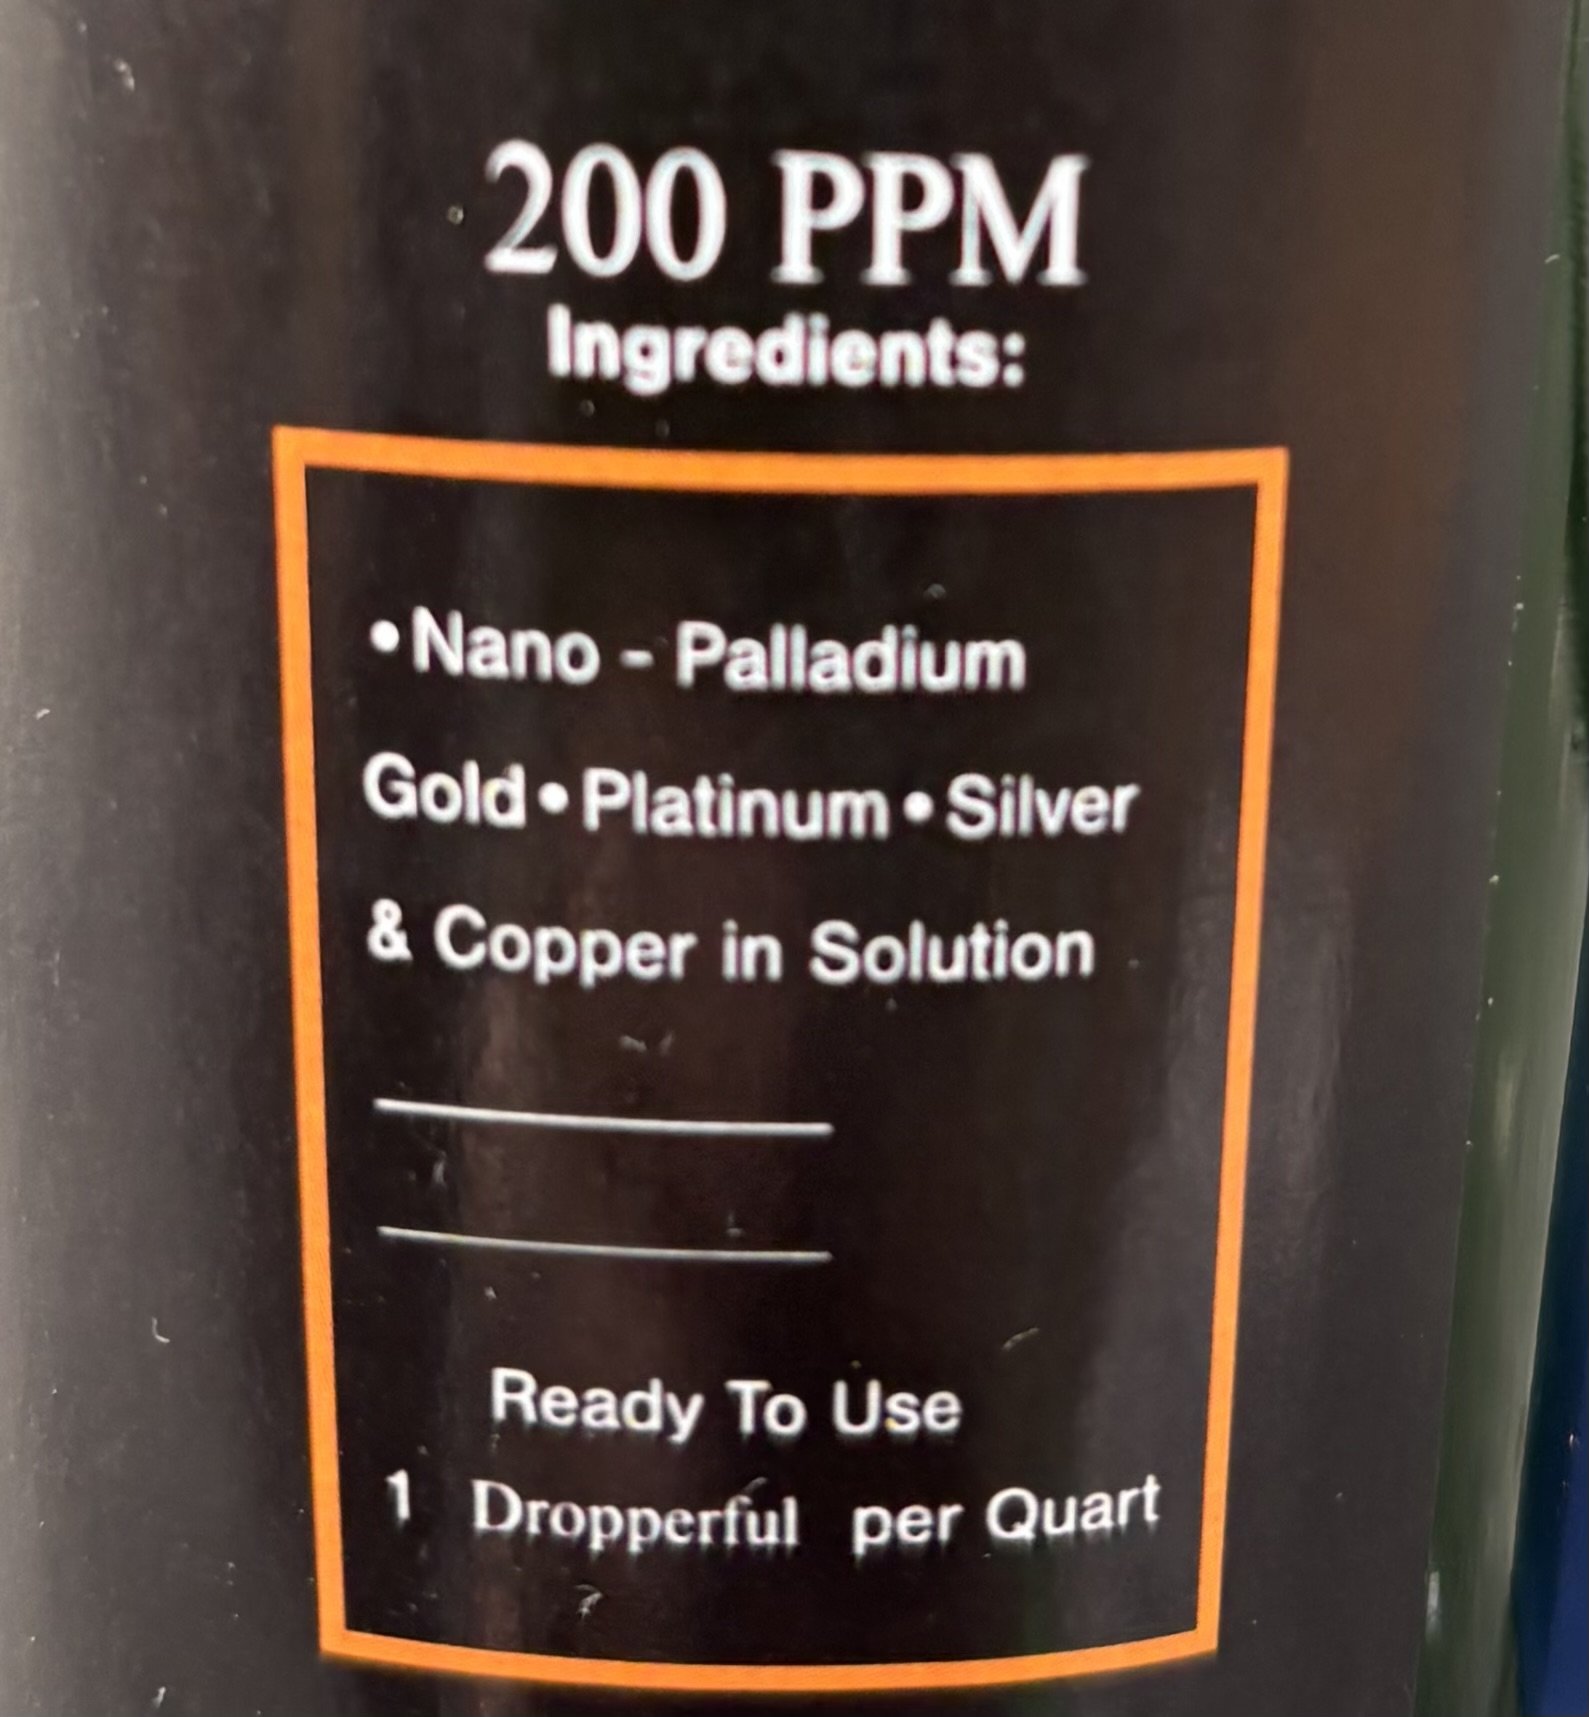 200 PPM
Ingredients:
•Nano - Palladium
Gold•Platinum•Silver
& Copper in Solution
Ready To Use
1 Dropperful per Quart